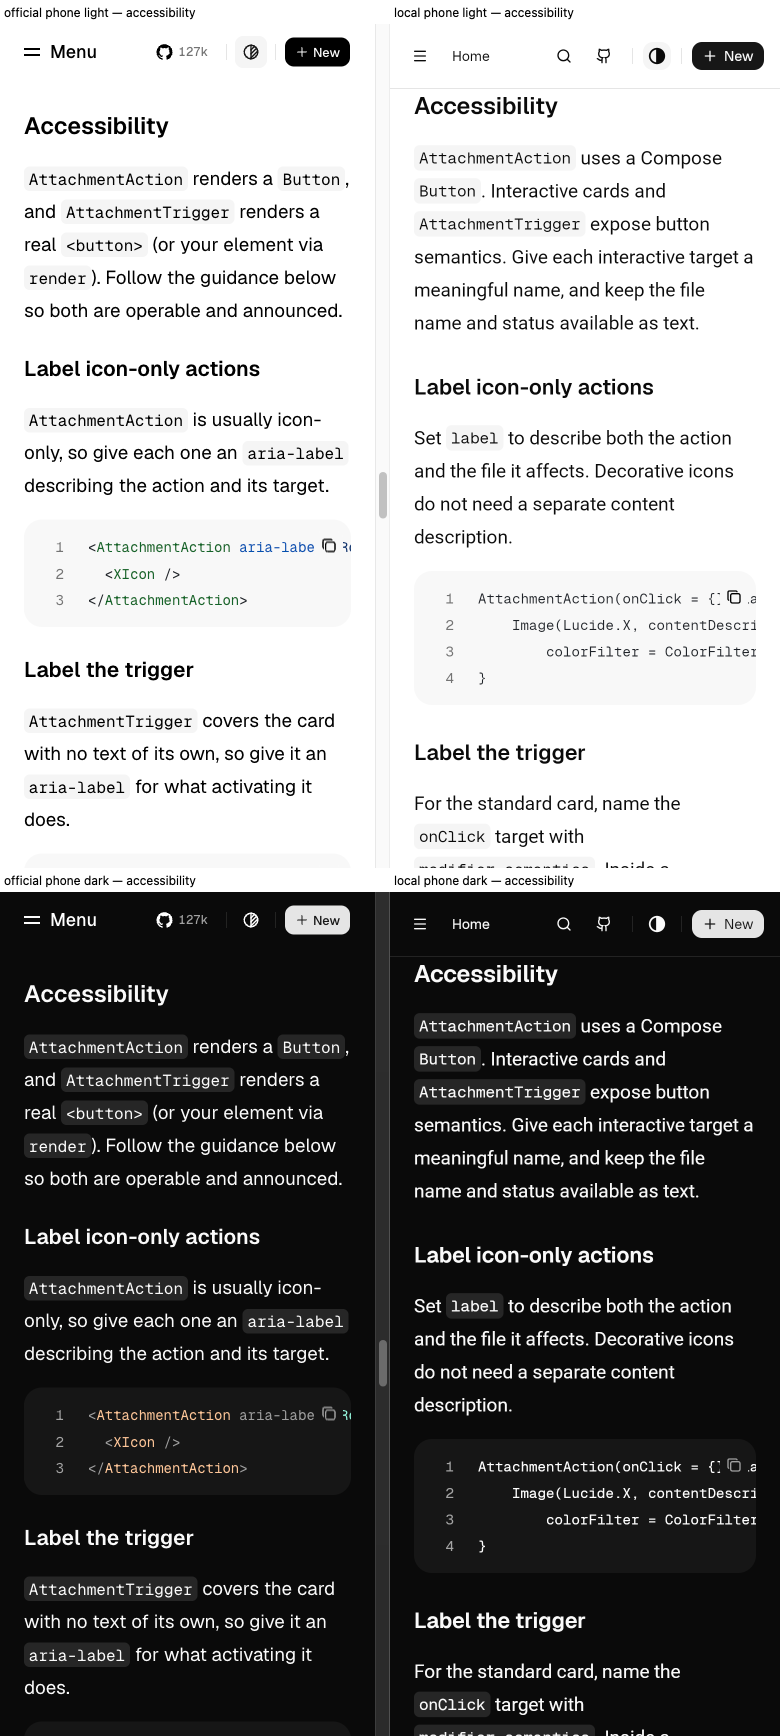 official phone light — accessibility
Menu
127k
New
Accessibility
AttachmentAction renders a Button,
and AttachmentTrigger renders a
real <button> (or your element via
render). Follow the guidance below
so both are operable and announced.
Label icon-only actions
AttachmentAction is usually icon-
only, so give each one an aria-label
describing the action and its target.
1 <AttachmentAction aria-labe
2 <XIcon />
3 </AttachmentAction>
Label the trigger
AttachmentTrigger covers the card
with no text of its own, so give it an
aria-label for what activating it
does.
local phone light — accessibility
Home
New
Accessibility
AttachmentAction uses a Compose
Button. Interactive cards and
AttachmentTrigger expose button
semantics. Give each interactive target a
meaningful name, and keep the file
name and status available as text.
Label icon-only actions
Set label to describe both the action
and the file it affects. Decorative icons
do not need a separate content
description.
1 AttachmentAction(onClick = {}
2 Image(Lucide.X, contentDescri
3 colorFilter = ColorFilter
4 }
Label the trigger
For the standard card, name the
onClick target with
modifier.semantics. Inside a
official phone dark — accessibility
Menu
127k
New
Accessibility
AttachmentAction renders a Button,
and AttachmentTrigger renders a
real <button> (or your element via
render). Follow the guidance below
so both are operable and announced.
Label icon-only actions
AttachmentAction is usually icon-
only, so give each one an aria-label
describing the action and its target.
1 <AttachmentAction aria-labe
2 <XIcon />
3 </AttachmentAction>
Label the trigger
AttachmentTrigger covers the card
with no text of its own, so give it an
aria-label for what activating it
does.
local phone dark — accessibility
Home
New
Accessibility
AttachmentAction uses a Compose
Button. Interactive cards and
AttachmentTrigger expose button
semantics. Give each interactive target a
meaningful name, and keep the file
name and status available as text.
Label icon-only actions
Set label to describe both the action
and the file it affects. Decorative icons
do not need a separate content
description.
1 AttachmentAction(onClick = {}
2 Image(Lucide.X, contentDescri
3 colorFilter = ColorFilter
4 }
Label the trigger
For the standard card, name the
onClick target with
modifier.semantics. Inside a